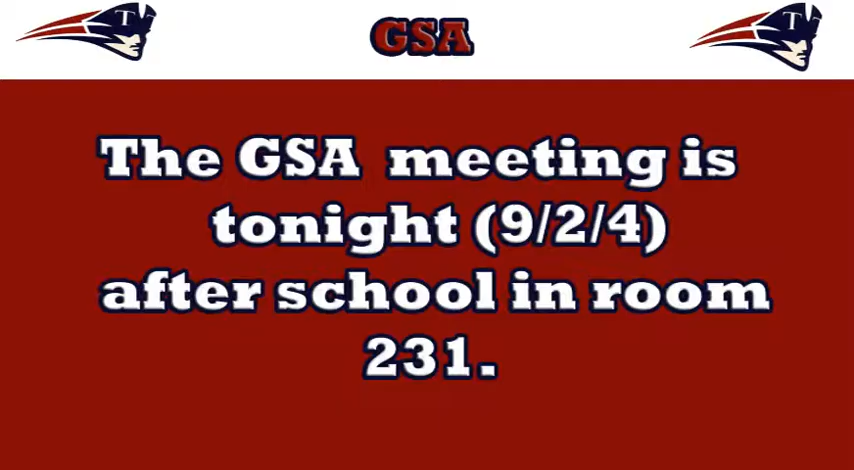 T GSA T
The GSA meeting is
tonight (9/2/4)
after school in room
231.